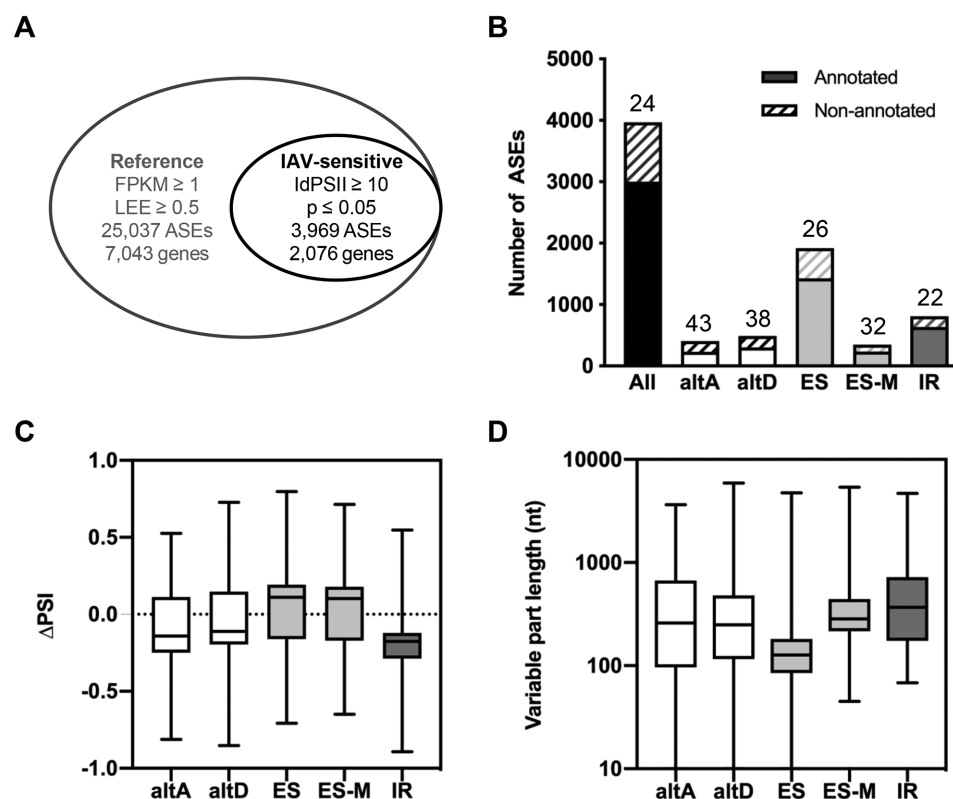 A
Reference
FPKM ≥ 1
LEE ≥ 0.5
25,037 ASEs
7,043 genes
IAV-sensitive
IdPSII ≥ 10
p ≤ 0.05
3,969 ASEs
2,076 genes
B
Number of ASEs
5000
4000
3000
2000
1000
0
Annotated
Non-annotated
24
43
38
26
32
22
All altA altD ES ES-M IR
C
ΔPSI
1.0
0.5
0.0
-0.5
-1.0
altA altD ES ES-M IR
D
Variable part length (nt)
10000
1000
100
10
altA altD ES ES-M IR